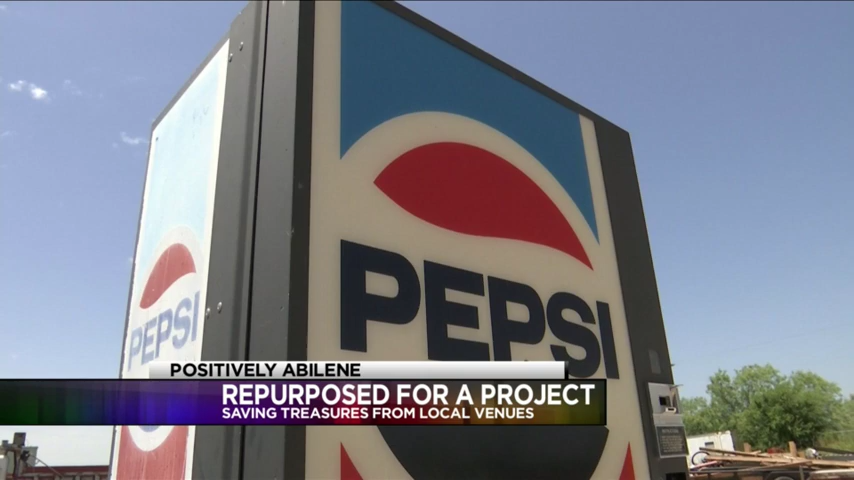 PEPSI
PEPSI
POSITIVELY ABILENE
REPURPOSED FOR A PROJECT
SAVING TREASURES FROM LOCAL VENUES